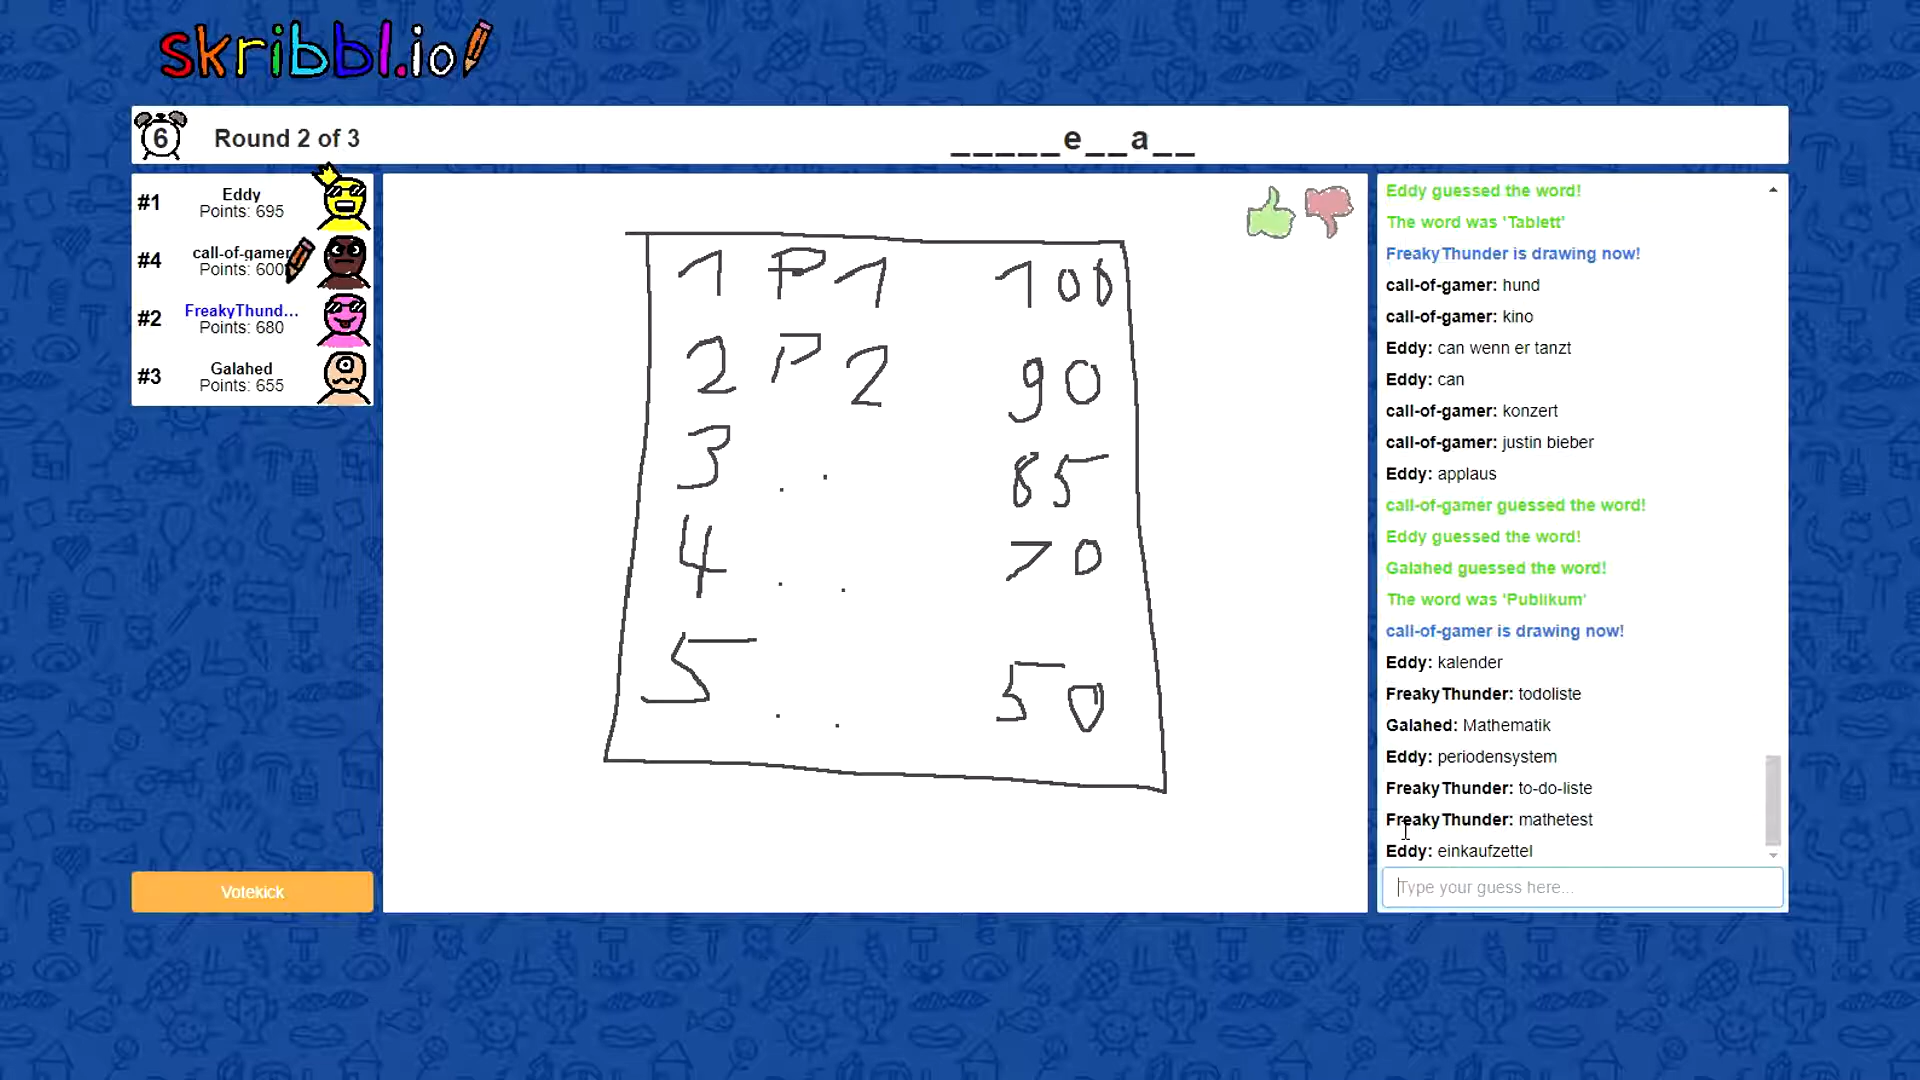 skribbl.io
6 Round 2 of 3 _____e__a__
#1 Eddy
Points: 695
#4 call-of-gamer
Points: 600
#2 FreakyThund...
Points: 680
#3 Galahed
Points: 655
Votekick
1 P 1 100
2 P 2 90
3 . . 85
4 . . 70
5 . . 50
Eddy guessed the word!
The word was 'Tablett'
FreakyThunder is drawing now!
call-of-gamer: hund
call-of-gamer: kino
Eddy: can wenn er tanzt
Eddy: can
call-of-gamer: konzert
call-of-gamer: justin bieber
Eddy: applaus
call-of-gamer guessed the word!
Eddy guessed the word!
Galahed guessed the word!
The word was 'Publikum'
call-of-gamer is drawing now!
Eddy: kalender
FreakyThunder: todoliste
Galahed: Mathematik
Eddy: periodensystem
FreakyThunder: to-do-liste
FreakyThunder: mathetest
Eddy: einkaufzettel
Type your guess here...